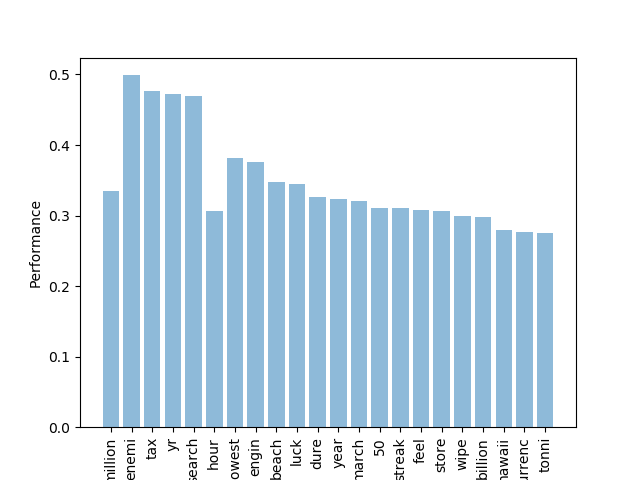 0.5
0.4
0.3
0.2
0.1
0.0
Performance
million
enemi
tax
yr
search
hour
owest
engin
beach
luck
dure
year
march
50
streak
feel
store
wipe
billion
hawaii
urrenc
tonni